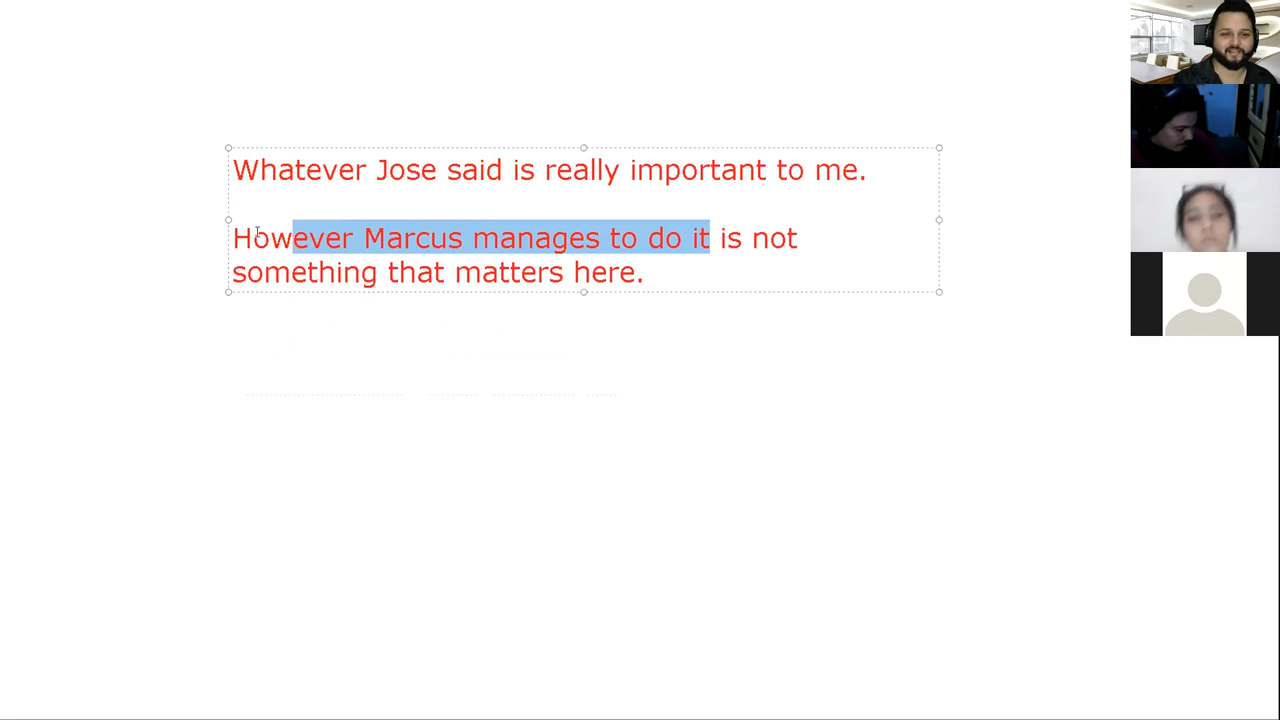 Whatever Jose said is really important to me.
However Marcus manages to do it is not
something that matters here.